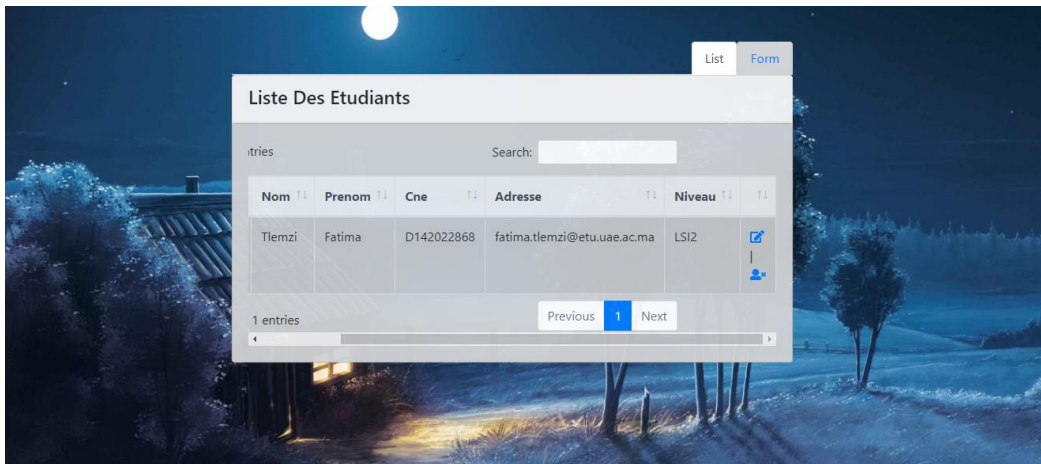 List Form
Liste Des Etudiants
tries Search:
Nom Prenom Cne Adresse Niveau
Tlemzi Fatima D142022868 fatima.tlemzi@etu.uae.ac.ma LSI2
|
1 entries Previous 1 Next